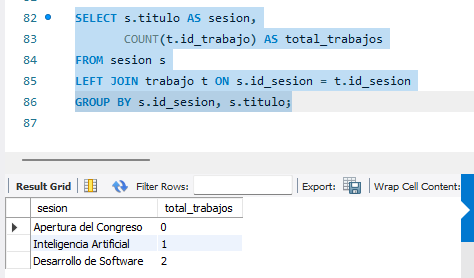 82 SELECT s.titulo AS sesion,
83 COUNT(t.id_trabajo) AS total_trabajos
84 FROM sesion s
85 LEFT JOIN trabajo t ON s.id_sesion = t.id_sesion
86 GROUP BY s.id_sesion, s.titulo;
87
Result Grid Filter Rows: Export: Wrap Cell Content:
sesion total_trabajos
Apertura del Congreso 0
Inteligencia Artificial 1
Desarrollo de Software 2